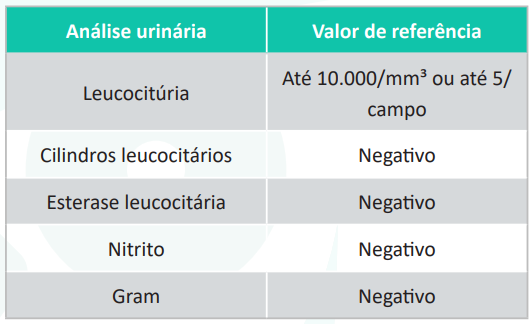 Análise urinária Valor de referência
Leucocitúria Até 10.000/mm³ ou até 5/
campo
Cilindros leucocitários Negativo
Esterase leucocitária Negativo
Nitrito Negativo
Gram Negativo